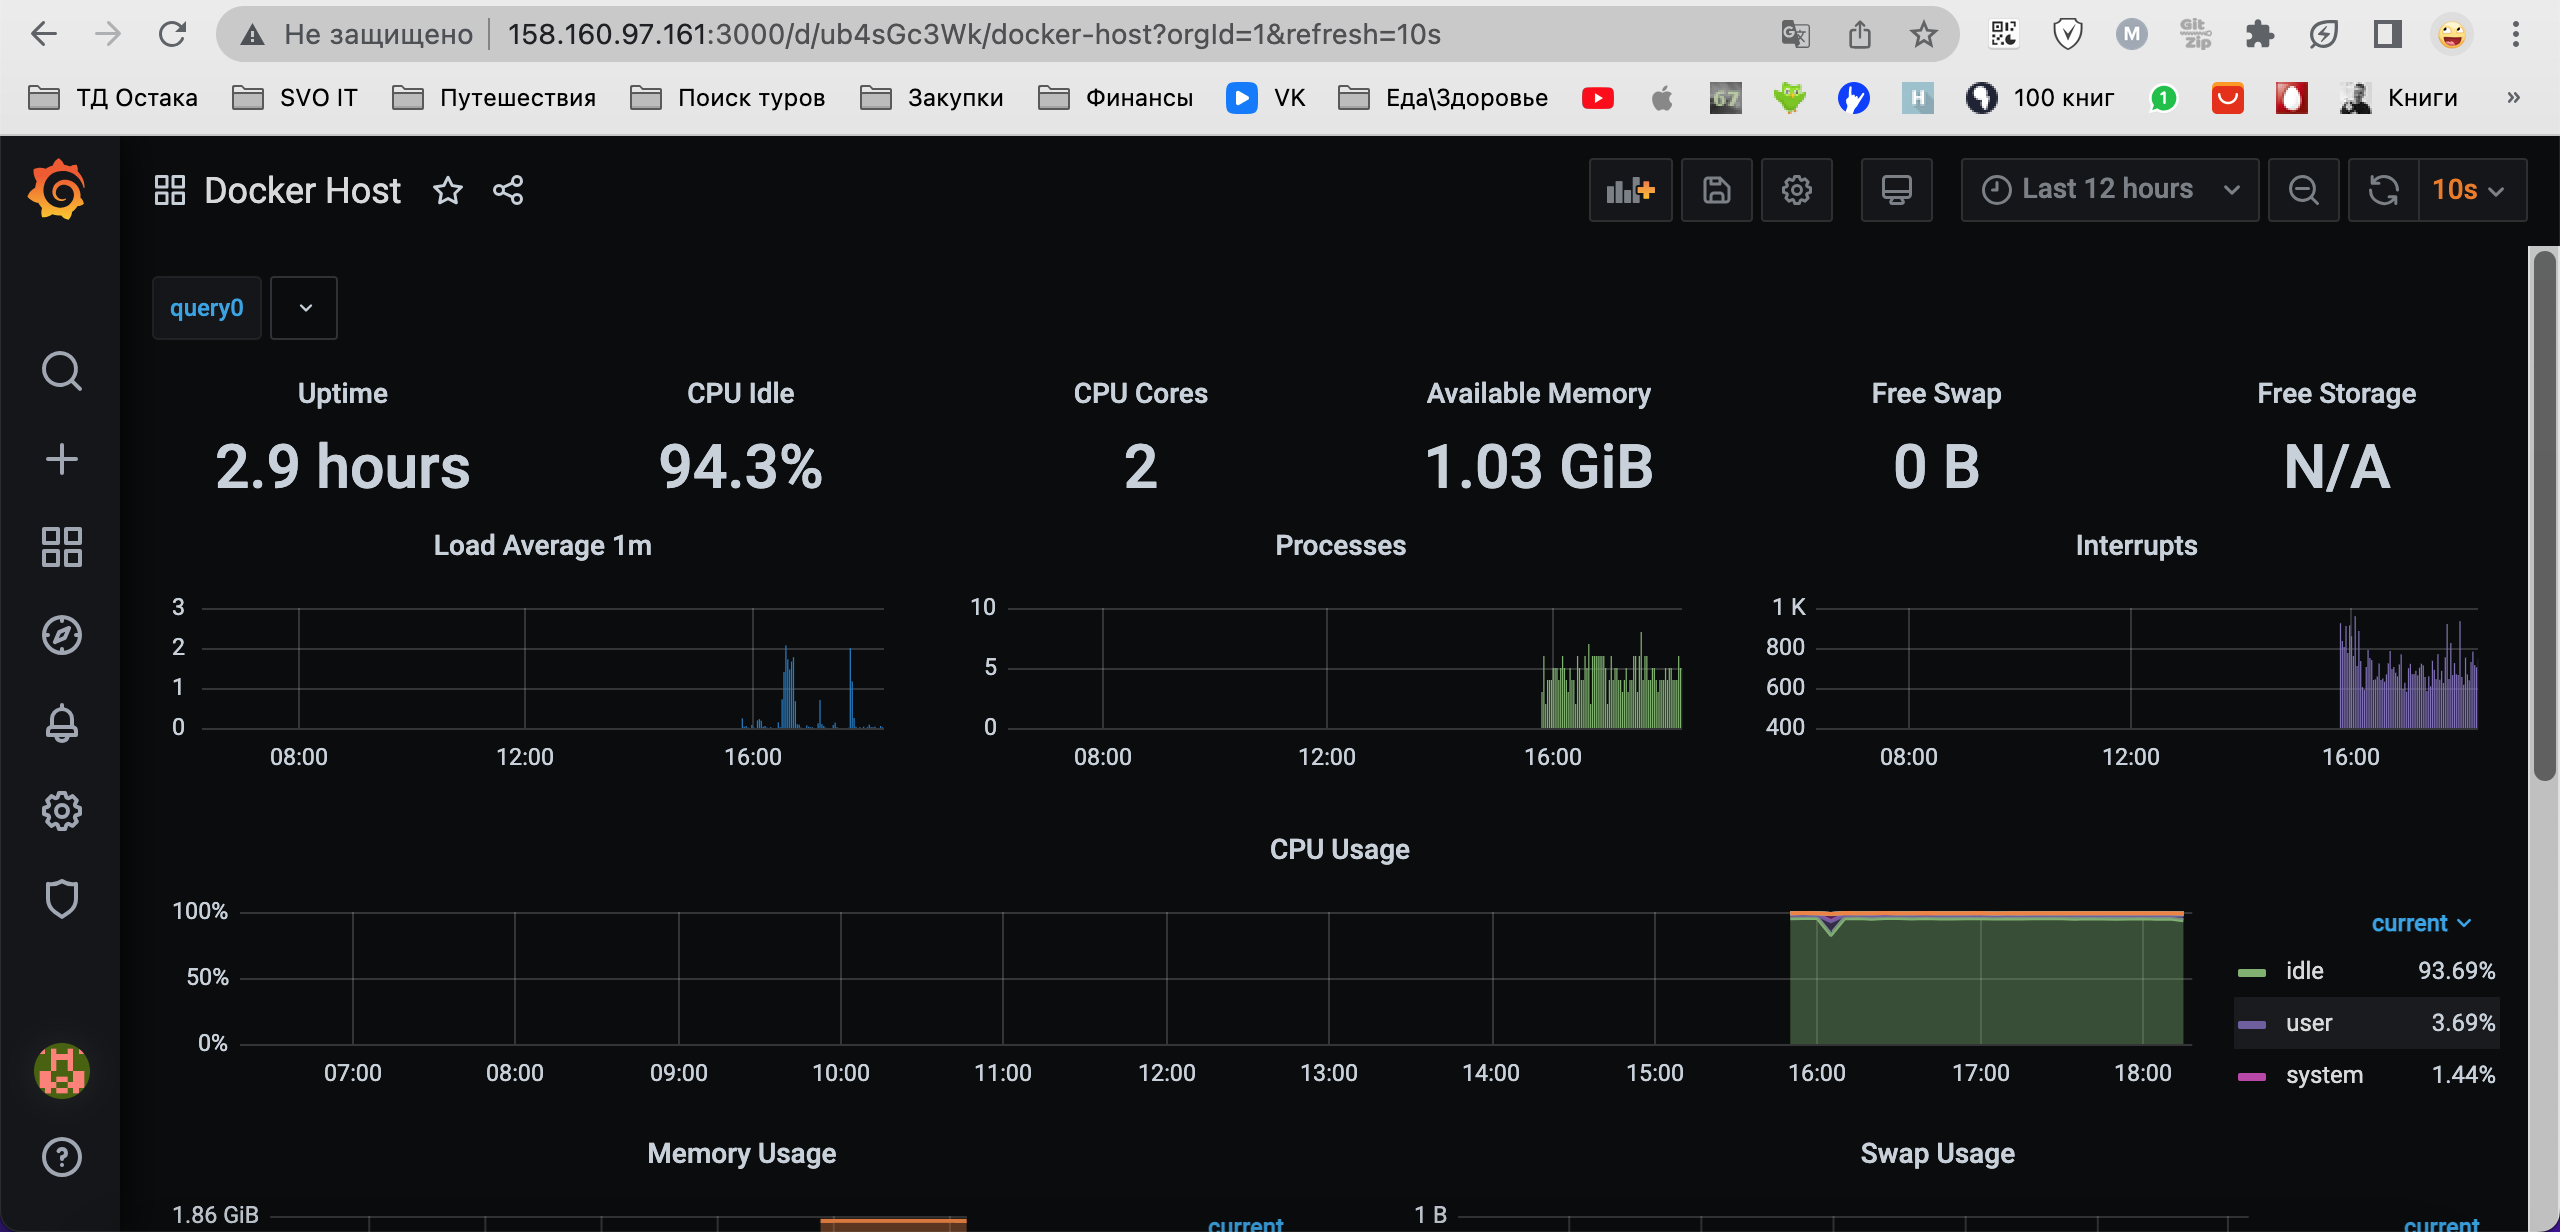 Не защищено 158.160.97.161:3000/d/ub4sGc3Wk/docker-host?orgId=1&refresh=10s
M Git Zip
ТД Остака SVO IT Путешествия Поиск туров Закупки Финансы VK Еда\Здоровье 67 H 100 книг 1 Книги »
Docker Host Last 12 hours 10s
query0
Uptime CPU Idle CPU Cores Available Memory Free Swap Free Storage
2.9 hours 94.3% 2 1.03 GiB 0 B N/A
Load Average 1m
3
2
1
0
08:00 12:00 16:00
Processes
10
5
0
08:00 12:00 16:00
Interrupts
1 K
800
600
400
08:00 12:00 16:00
CPU Usage
100%
50%
0%
07:00 08:00 09:00 10:00 11:00 12:00 13:00 14:00 15:00 16:00 17:00 18:00
current
idle 93.69%
user 3.69%
system 1.44%
Memory Usage
1.86 GiB
current
Swap Usage
1 B
current